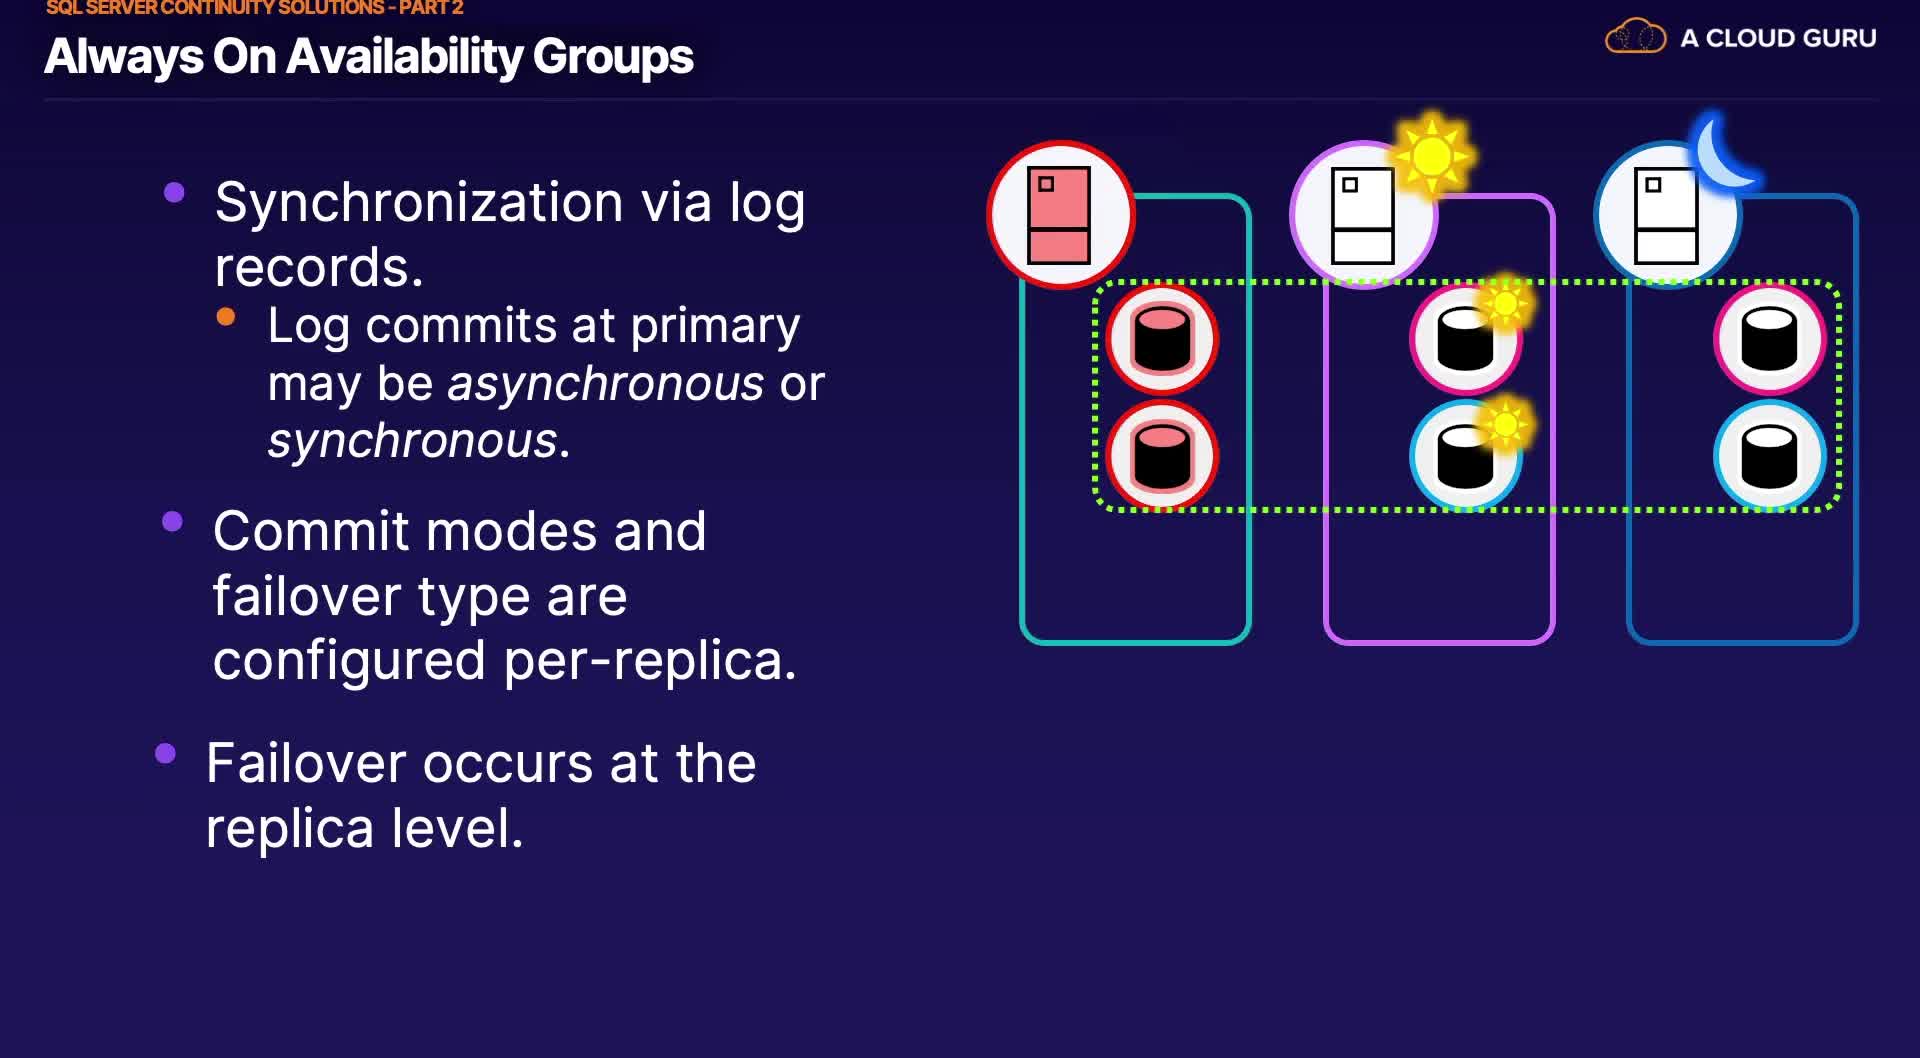 SQL SERVER CONTINUITY SOLUTIONS - PART 2
Always On Availability Groups
A CLOUD GURU
Synchronization via log
records.
Log commits at primary
may be asynchronous or
synchronous.
Commit modes and
failover type are
configured per-replica.
Failover occurs at the
replica level.